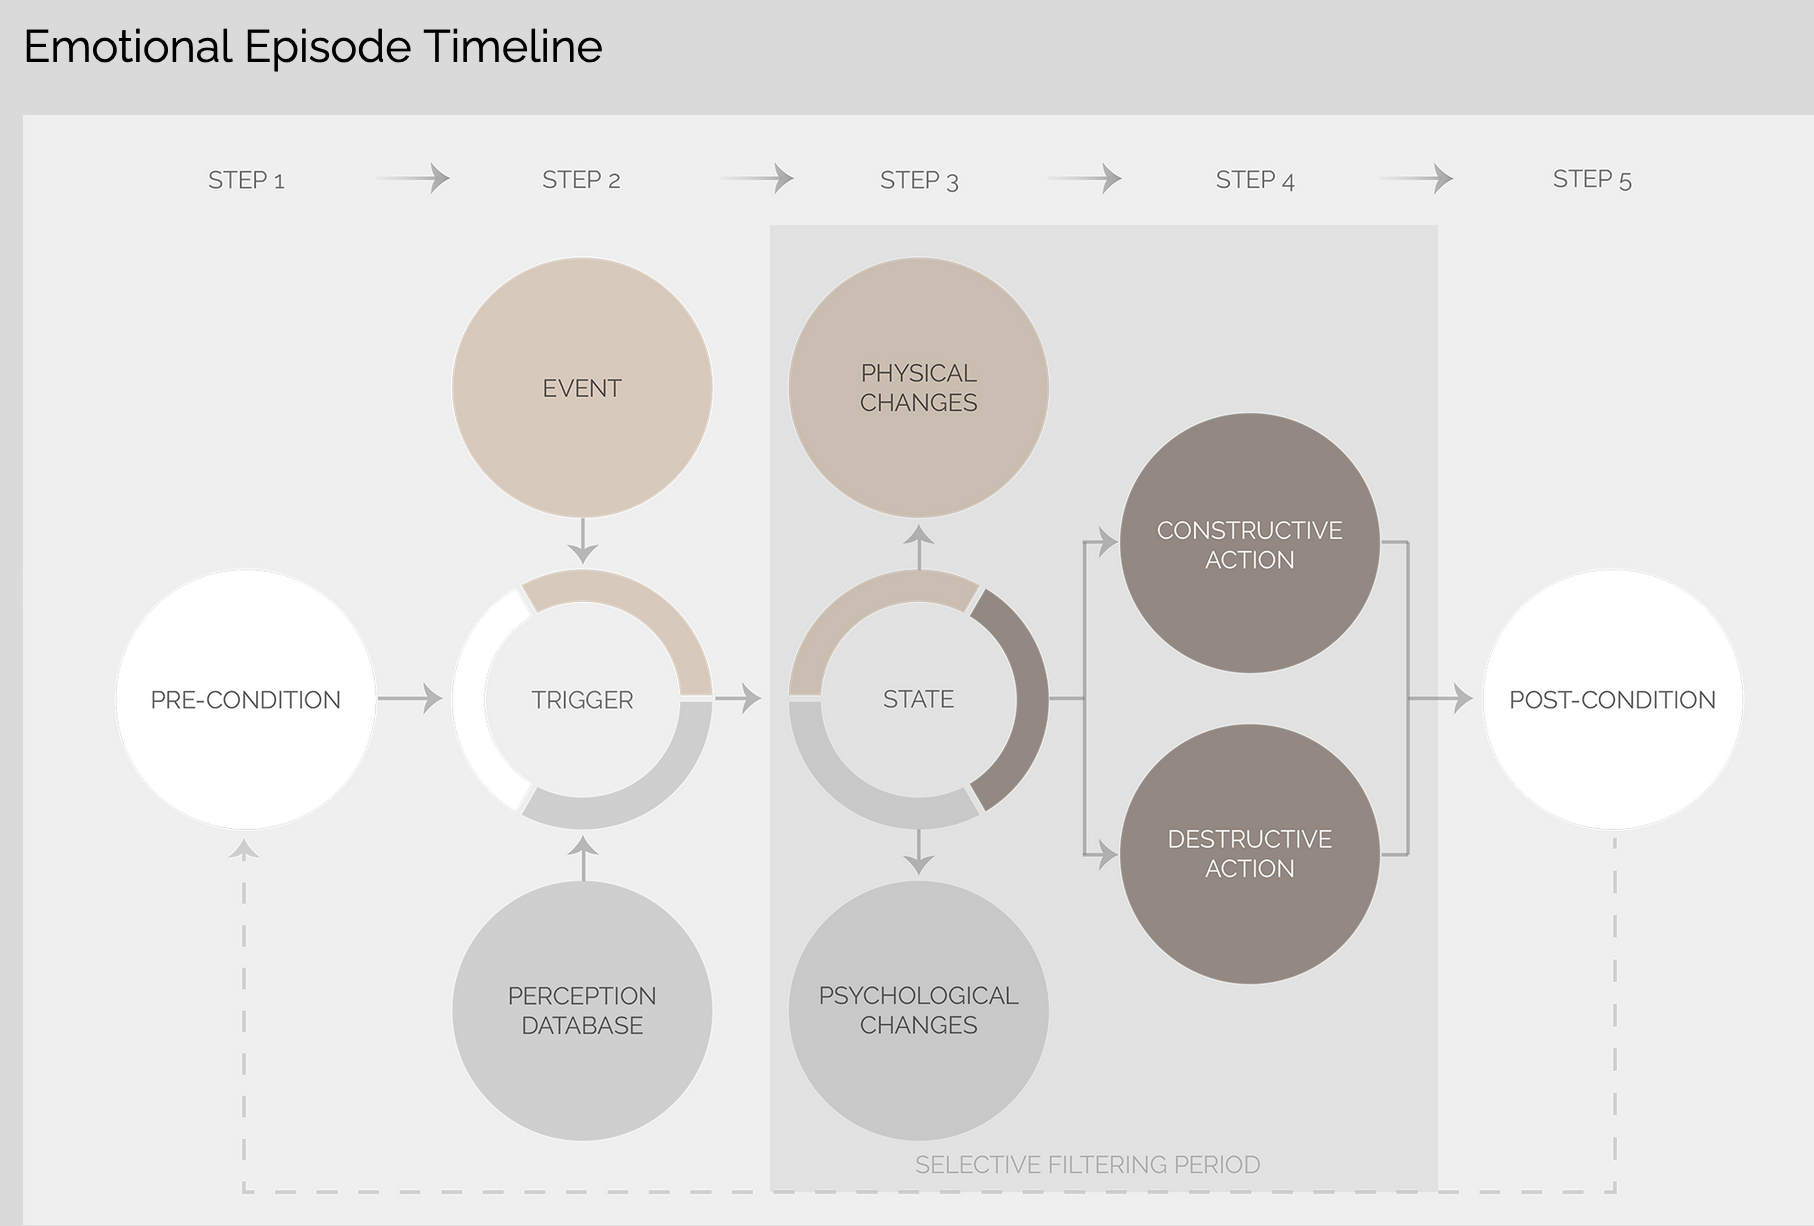 Emotional Episode Timeline
STEP 1
STEP 2
STEP 3
STEP 4
STEP 5
EVENT
PHYSICAL
CHANGES
CONSTRUCTIVE
ACTION
PRE-CONDITION
TRIGGER
STATE
POST-CONDITION
DESTRUCTIVE
ACTION
PERCEPTION
DATABASE
PSYCHOLOGICAL
CHANGES
SELECTIVE FILTERING PERIOD